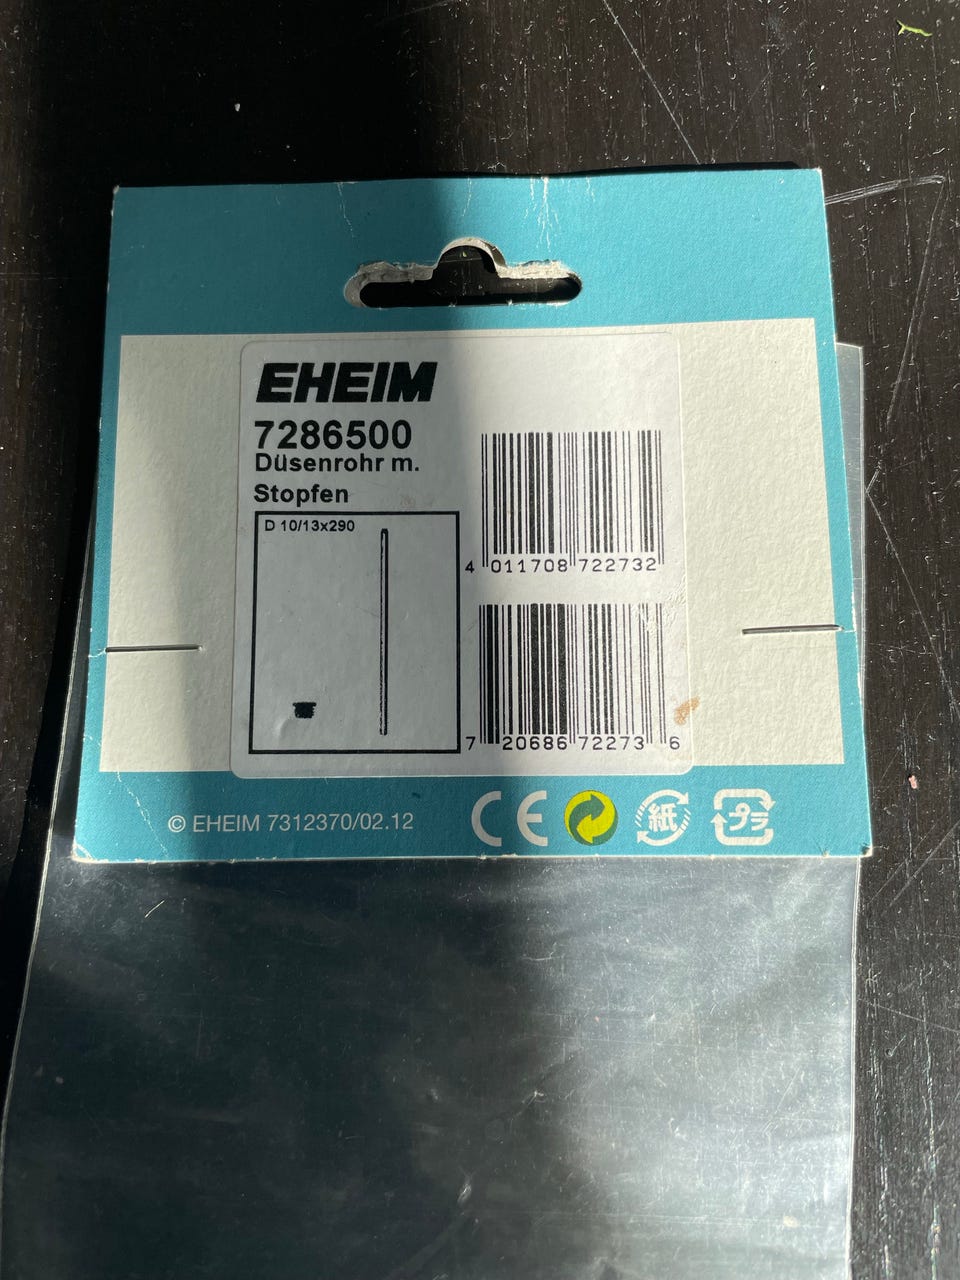 EHEIM
7286500
Düsenrohr m.
Stopfen
D 10/13x290
4 011708 722732
7 20686 72273 6
© EHEIM 7312370/02.12
CE
紙
プラ